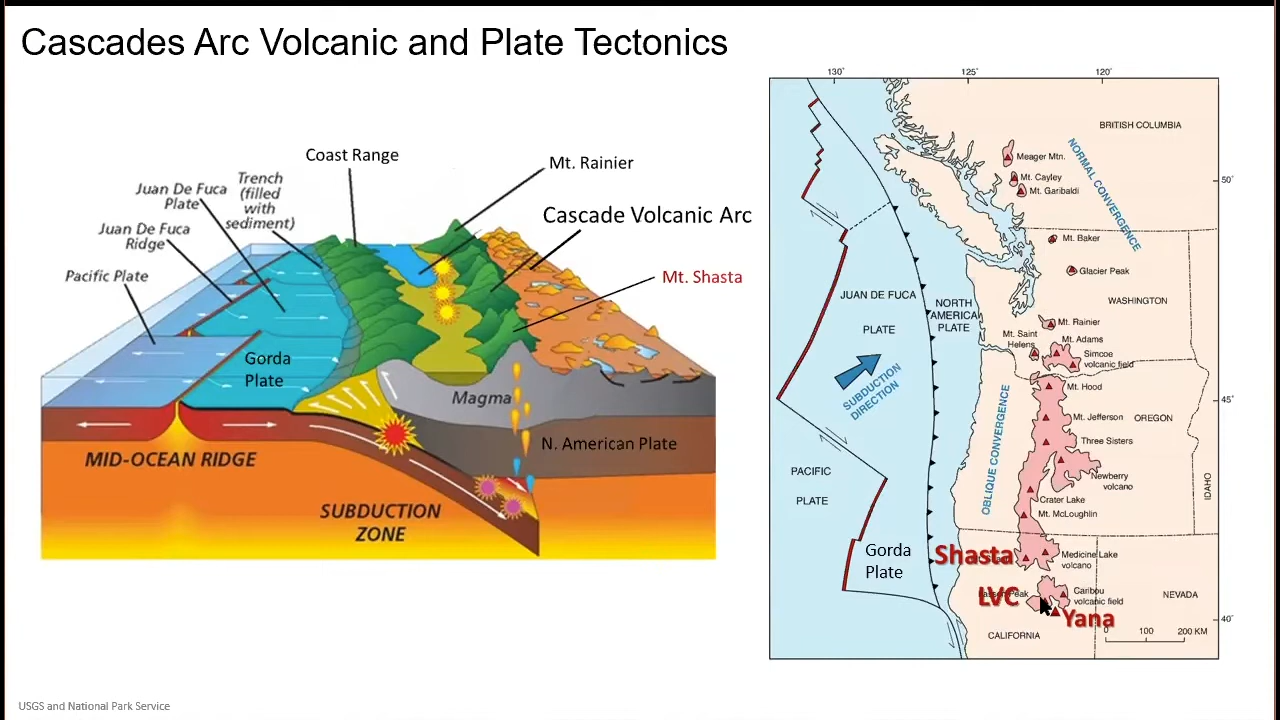 Cascades Arc Volcanic and Plate Tectonics
Coast Range
Mt. Rainier
Trench
(filled
with
sediment)
Juan De Fuca
Plate
Cascade Volcanic Arc
Juan De Fuca
Ridge
Pacific Plate
Mt. Shasta
Gorda
Plate
Magma
N. American Plate
MID-OCEAN RIDGE
SUBDUCTION
ZONE
130°
125°
120°
BRITISH COLUMBIA
NORMAL CONVERGENCE
Meager Mtn.
Mt. Cayley
Mt. Garibaldi
50°
Mt. Baker
Glacier Peak
JUAN DE FUCA
PLATE
NORTH
AMERICA
PLATE
WASHINGTON
Mt. Rainier
Mt. Saint
Helens
Mt. Adams
Simcoe
volcanic field
SUBDUCTION
DIRECTION
Mt. Hood
45°
OBLIQUE CONVERGENCE
Mt. Jefferson
OREGON
Three Sisters
PACIFIC
PLATE
Newberry
volcano
IDAHO
Crater Lake
Mt. McLoughlin
Gorda
Plate
Shasta
Medicine Lake
volcano
LVC
Peak
Caribou
volcanic field
NEVADA
Yana
40°
CALIFORNIA
0 100 200 KM
USGS and National Park Service